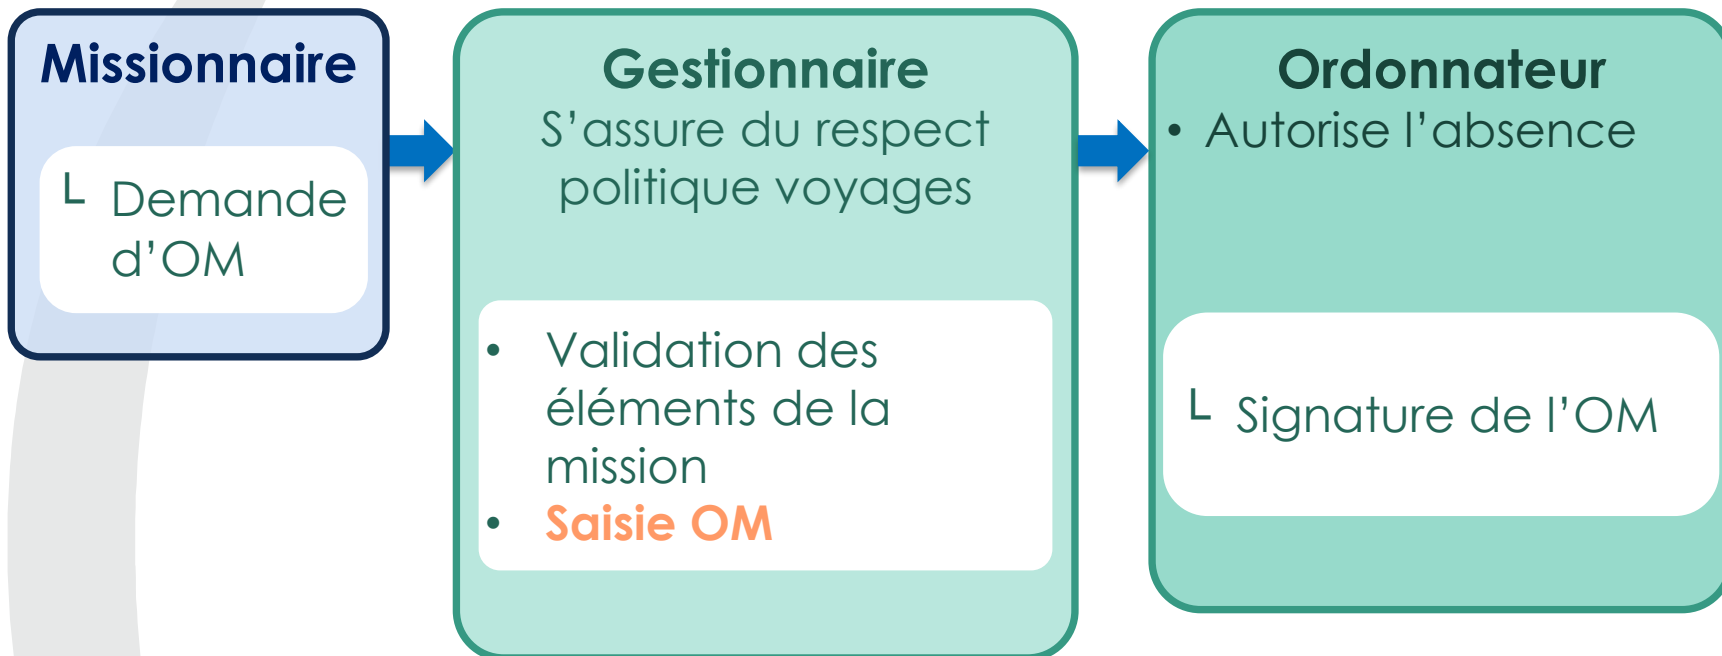 Missionnaire
└ Demande
d’OM
Gestionnaire
S’assure du respect
politique voyages
• Validation des
éléments de la
mission
• Saisie OM
Ordonnateur
• Autorise l’absence
└ Signature de l’OM